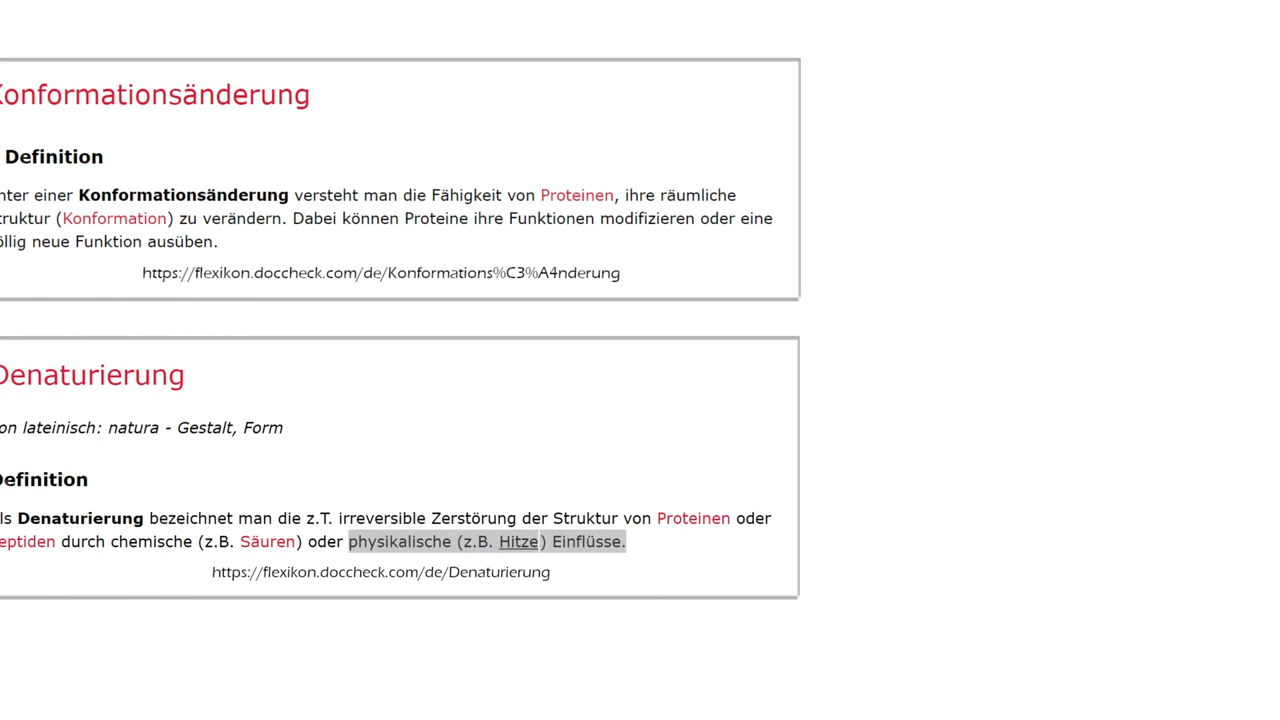 Konformationsänderung
Definition
nter einer Konformationsänderung versteht man die Fähigkeit von Proteinen, ihre räumliche
truktur (Konformation) zu verändern. Dabei können Proteine ihre Funktionen modifizieren oder eine
öllig neue Funktion ausüben.
https://flexikon.doccheck.com/de/Konformations%C3%A4nderung
Denaturierung
on lateinisch: natura - Gestalt, Form
Definition
ls Denaturierung bezeichnet man die z.T. irreversible Zerstörung der Struktur von Proteinen oder
eptiden durch chemische (z.B. Säuren) oder physikalische (z.B. Hitze) Einflüsse.
https://flexikon.doccheck.com/de/Denaturierung